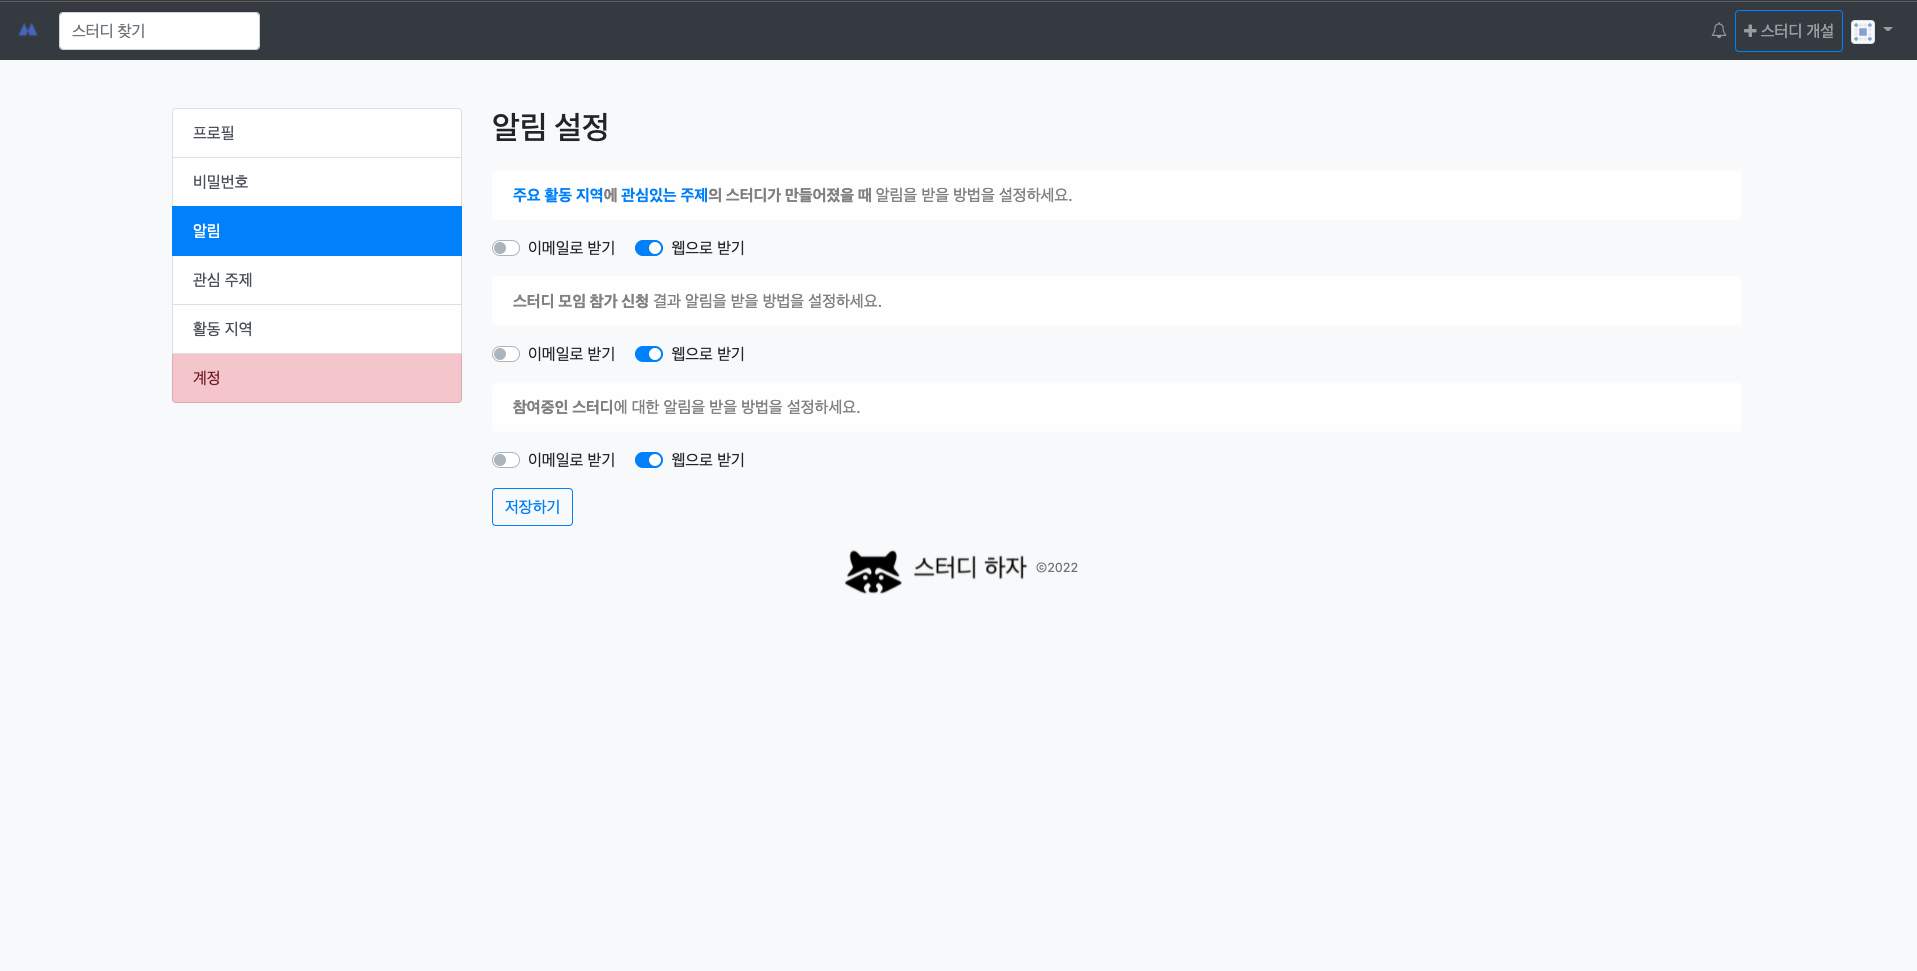 스터디 찾기
스터디 개설
프로필
비밀번호
알림
관심 주제
활동 지역
계정
알림 설정
주요 활동 지역에 관심있는 주제의 스터디가 만들어졌을 때 알림을 받을 방법을 설정하세요.
이메일로 받기 웹으로 받기
스터디 모임 참가 신청 결과 알림을 받을 방법을 설정하세요.
이메일로 받기 웹으로 받기
참여중인 스터디에 대한 알림을 받을 방법을 설정하세요.
이메일로 받기 웹으로 받기
저장하기
스터디 하자 ©2022